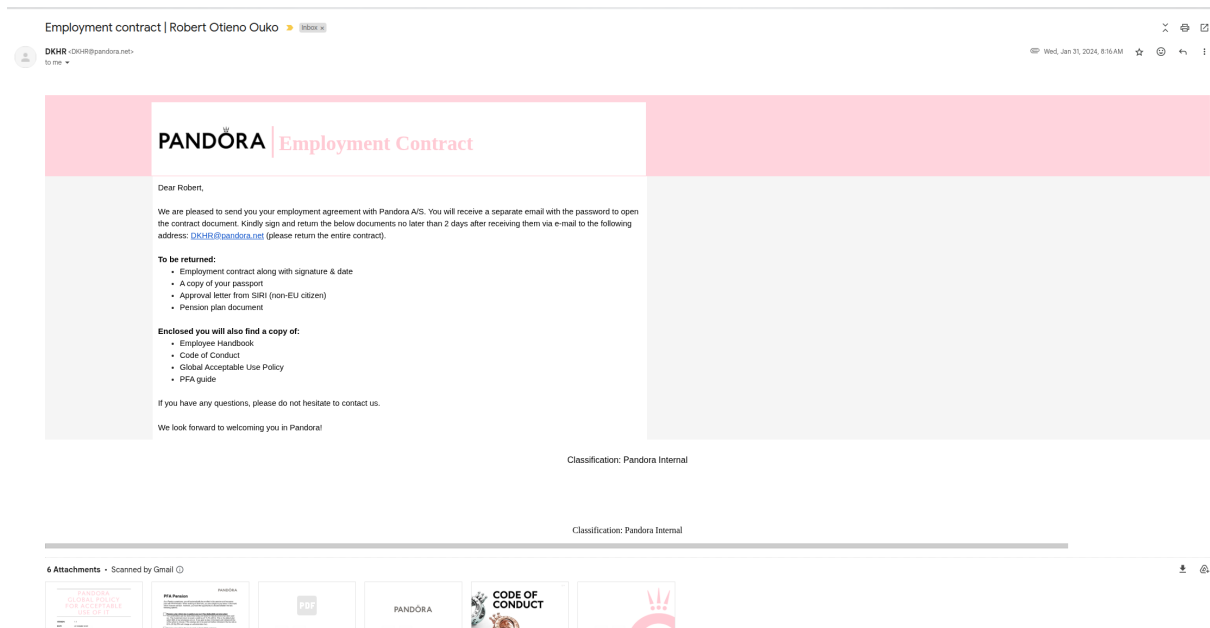 Employment contract | Robert Otieno Ouko
Inbox x
DKHR <DKHR@pandora.net>
Wed, Jan 31, 2024, 8:16 AM
to me
PANDÖRA Employment Contract
Dear Robert,
We are pleased to send you your employment agreement with Pandora A/S. You will receive a separate email with the password to open
the contract document. Kindly sign and return the below documents no later than 2 days after receiving them via e-mail to the following
address: DKHR@pandora.net (please return the entire contract).
To be returned:
• Employment contract along with signature & date
• A copy of your passport
• Approval letter from SIRI (non-EU citizen)
• Pension plan document
Enclosed you will also find a copy of:
• Employee Handbook
• Code of Conduct
• Global Acceptable Use Policy
• PFA guide
If you have any questions, please do not hesitate to contact us.
We look forward to welcoming you in Pandora!
Classification: Pandora Internal
Classification: Pandora Internal
6 Attachments • Scanned by Gmail
PANDORA
GLOBAL POLICY
FOR ACCEPTABLE
USE OF IT
PANDORA
PFA Pension
PDF
PANDORA
CODE OF
CONDUCT